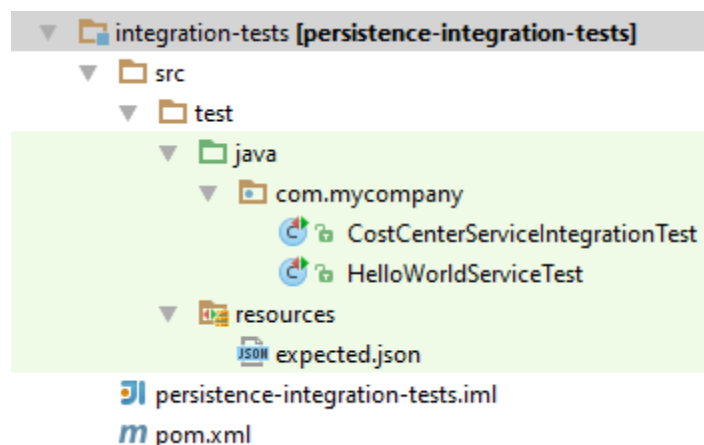 integration-tests [persistence-integration-tests]
src
test
java
com.mycompany
CostCenterServiceIntegrationTest
HelloWorldServiceTest
resources
JSON expected.json
persistence-integration-tests.iml
m pom.xml